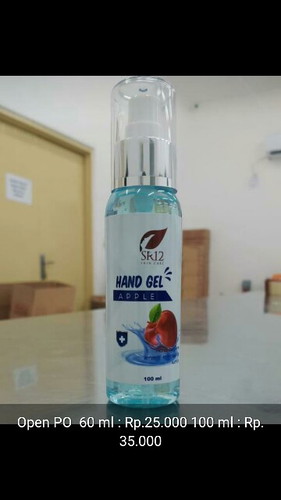 SR12
SKIN CARE
HAND GEL
APPLE
100 ml
Open PO  60 ml : Rp.25.000 100 ml : Rp.
35.000